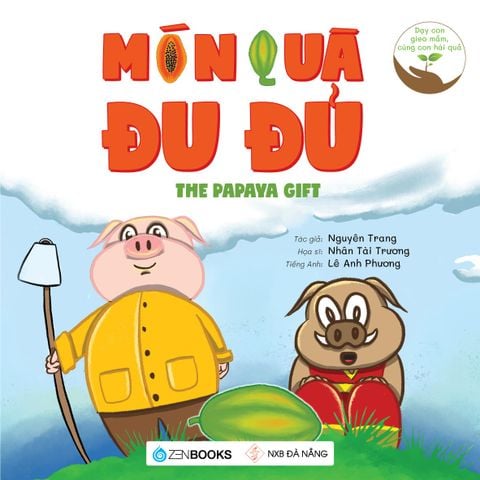 Dạy con
gieo mầm,
cùng con hái quả
MÓN QUÀ
ĐU ĐỦ
THE PAPAYA GIFT
Tác giả: Nguyên Trang
Họa sĩ: Nhân Tài Trương
Tiếng Anh: Lê Anh Phương
ZENBOOKS
NXB ĐÀ NẴNG